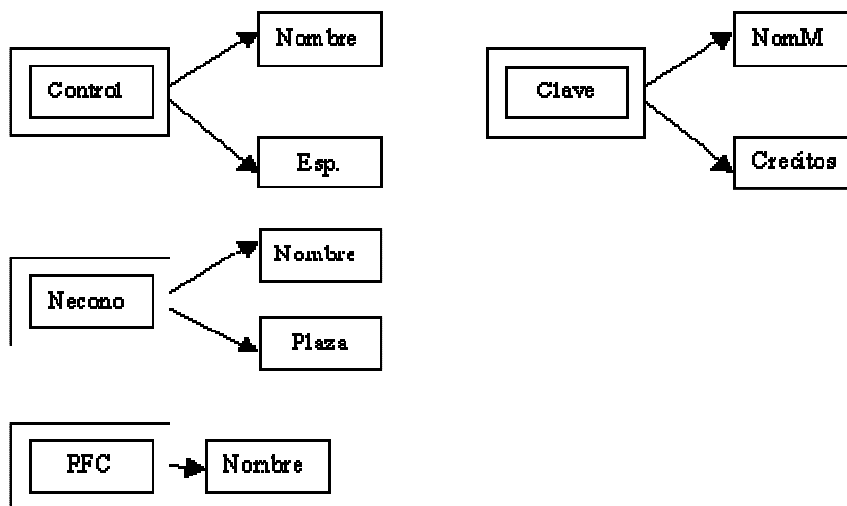 Nombre
Control
Esp.
NomM
Clave
Creditos
Nombre
Necono
Plaza
RFC
Nombre